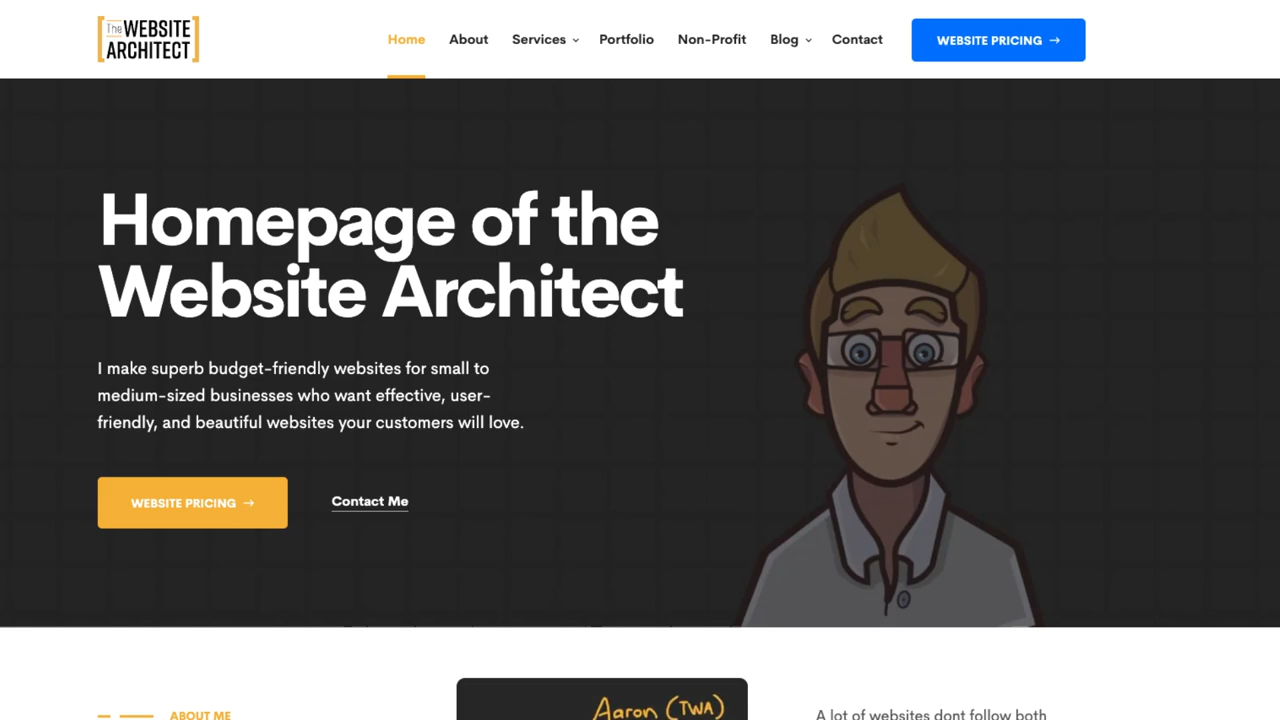 The WEBSITE
ARCHITECT
Home About Services Portfolio Non-Profit Blog Contact WEBSITE PRICING →
Homepage of the
Website Architect
I make superb budget-friendly websites for small to
medium-sized businesses who want effective, user-
friendly, and beautiful websites your customers will love.
WEBSITE PRICING → Contact Me
ABOUT ME
Aaron (TWA)
A lot of websites dont follow both